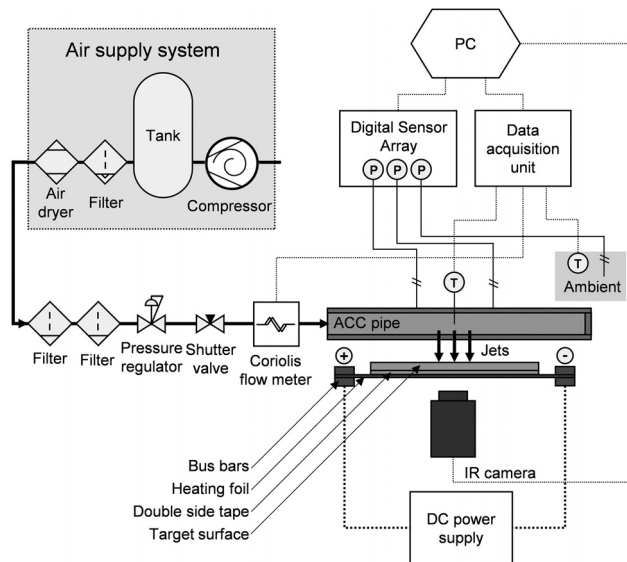 Air supply system
PC
Tank
Digital Sensor
Array
P P P
Data
acquisition
unit
Air
dryer
Filter
Compressor
T
T
Ambient
ACC pipe
Filter
Filter
Pressure
regulator
Shutter
valve
Coriolis
flow meter
Jets
+
-
Bus bars
Heating foil
Double side tape
Target surface
IR camera
DC power
supply